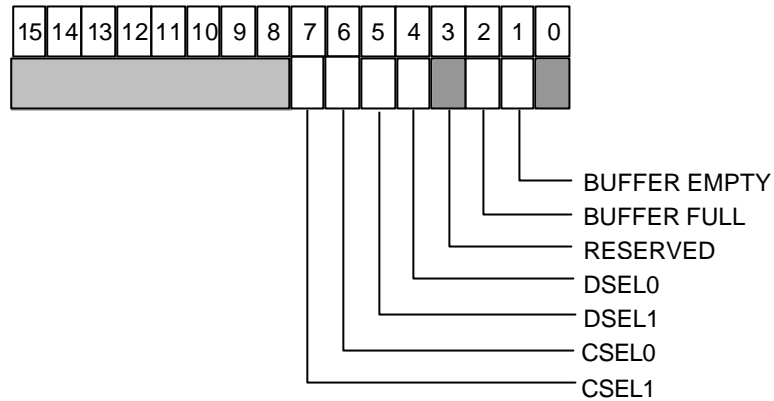 15 14 13 12 11 10 9 8 7 6 5 4 3 2 1 0
BUFFER EMPTY
BUFFER FULL
RESERVED
DSEL0
DSEL1
CSEL0
CSEL1